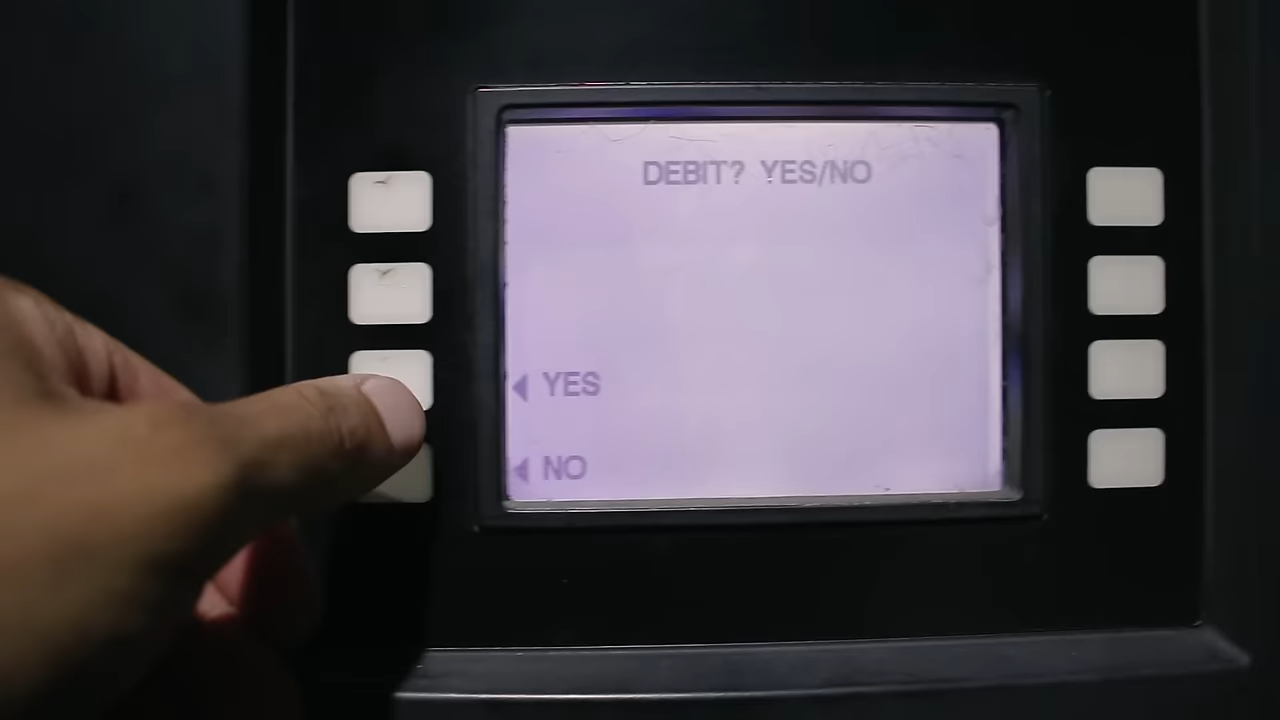 DEBIT? YES/NO
YES
NO